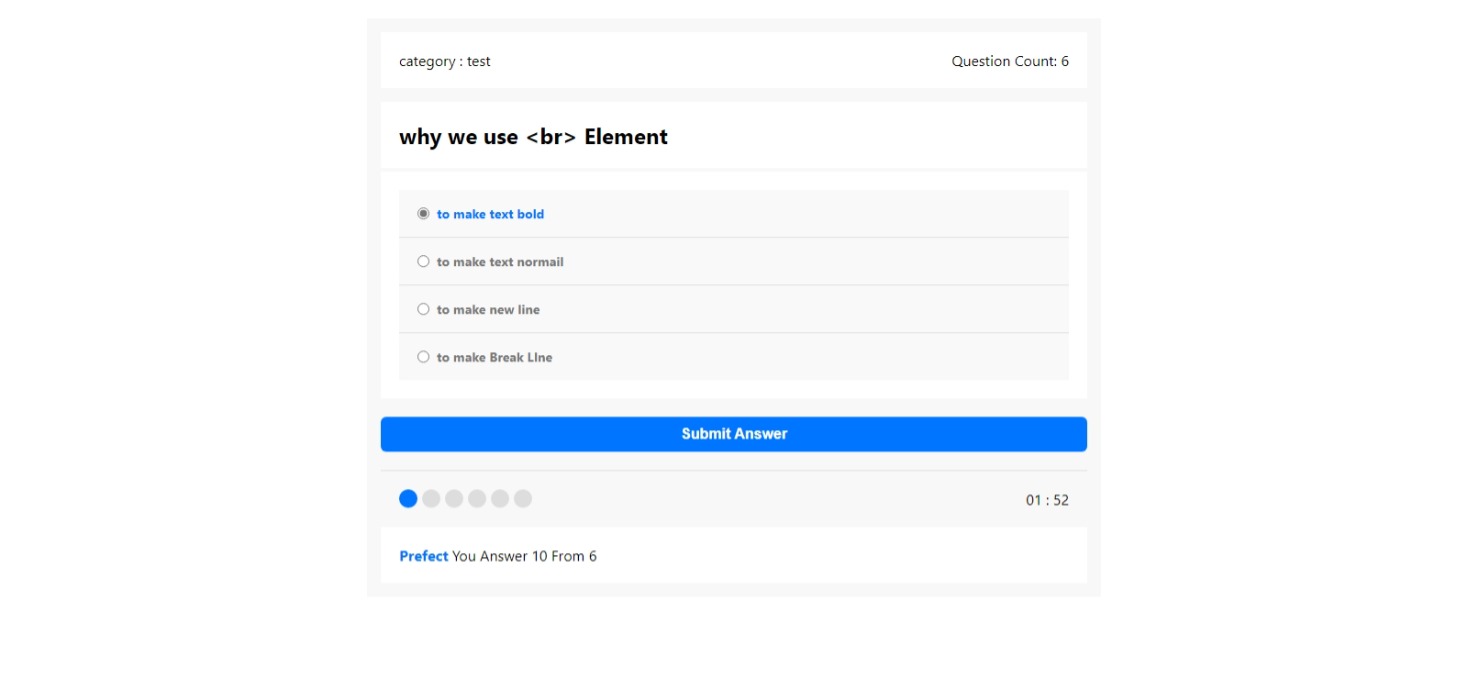 category : test
Question Count: 6
why we use <br> Element
to make text bold
to make text normail
to make new line
to make Break LIne
Submit Answer
01 : 52
Prefect You Answer 10 From 6